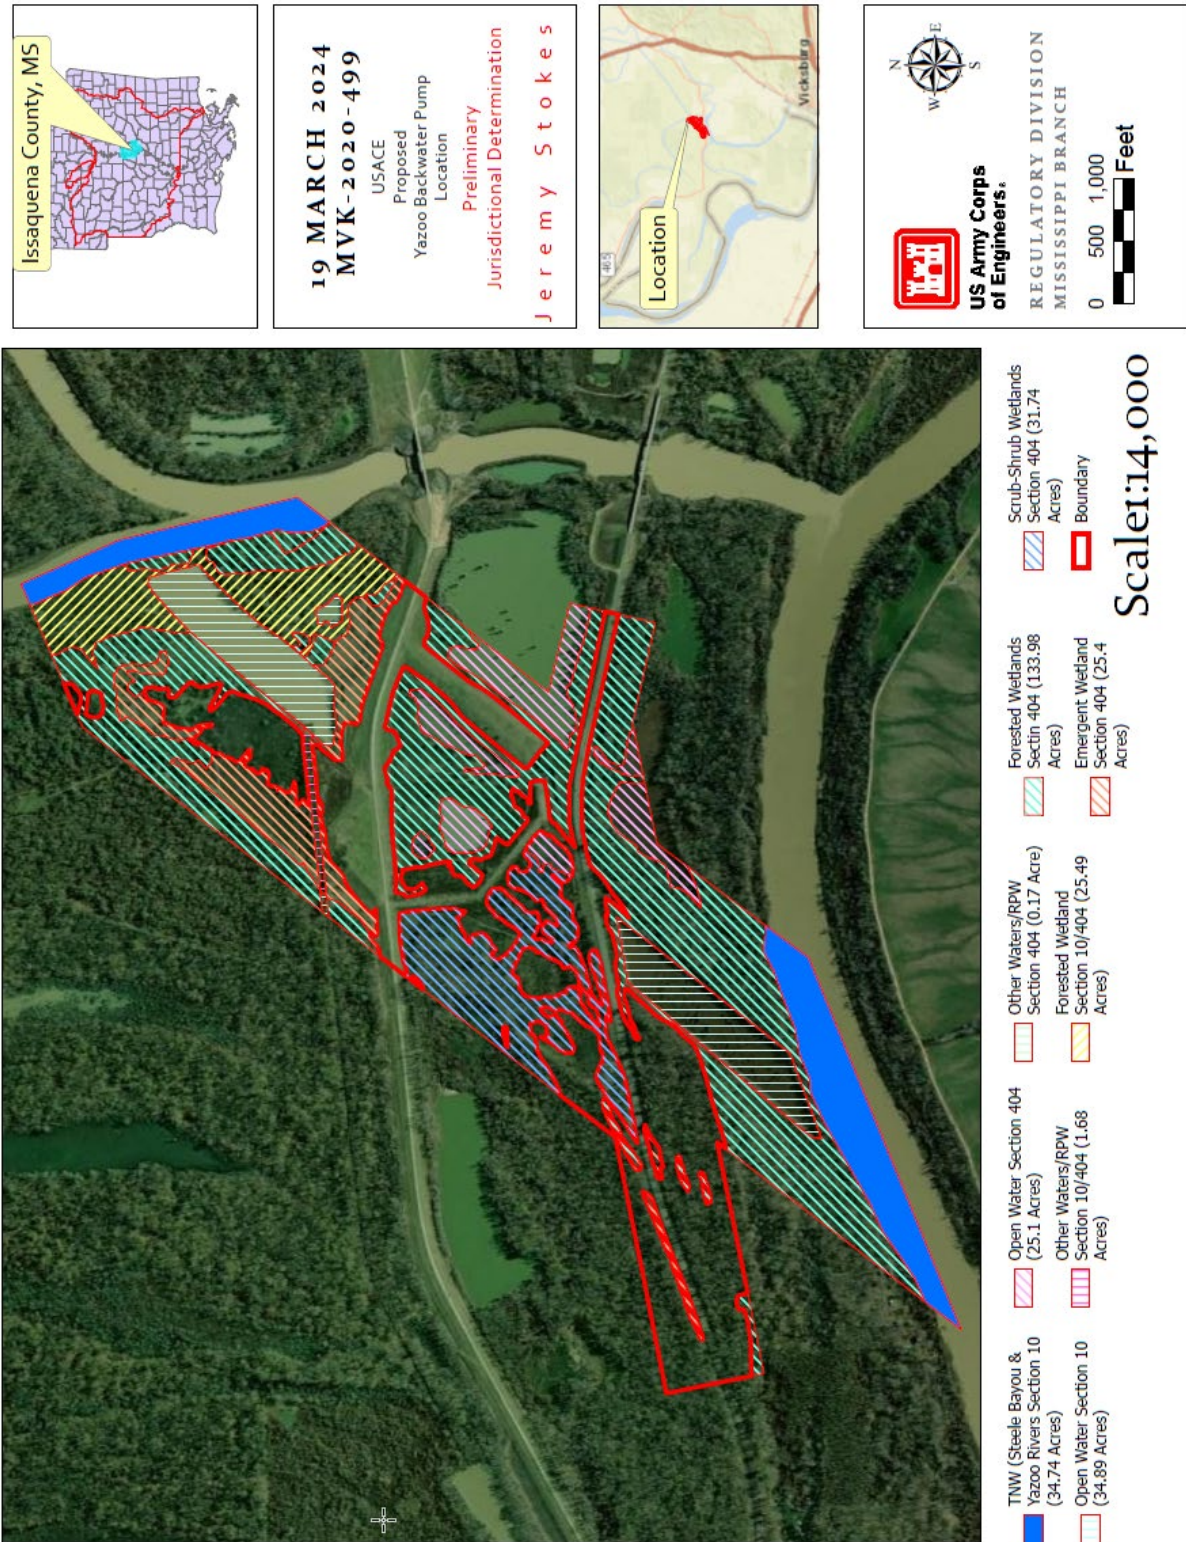 Issaquena County, MS
19 MARCH 2024
MVK-2020-499
USACE
Proposed
Yazoo Backwater Pump
Location
Preliminary
Jurisdictional Determination
Jeremy Stokes
465
Location
Vicksburg
N
E
S
W
US Army Corps
of Engineers®
REGULATORY DIVISION
MISSISSIPPI BRANCH
0 500 1,000
Feet
TNW (Steele Bayou &
Yazoo Rivers Section 10
(34.74 Acres)
Open Water Section 10
(34.89 Acres)
Open Water Section 404
(25.1 Acres)
Other Waters/RPW
Section 10/404 (1.68
Acres)
Other Waters/RPW
Section 404 (0.17 Acre)
Forested Wetland
Section 10/404 (25.49
Acres)
Forested Wetlands
Sectin 404 (133.98
Acres)
Emergent Wetland
Section 404 (25.4
Acres)
Scrub-Shrub Wetlands
Section 404 (31.74
Acres)
Boundary
Scale1:14,000